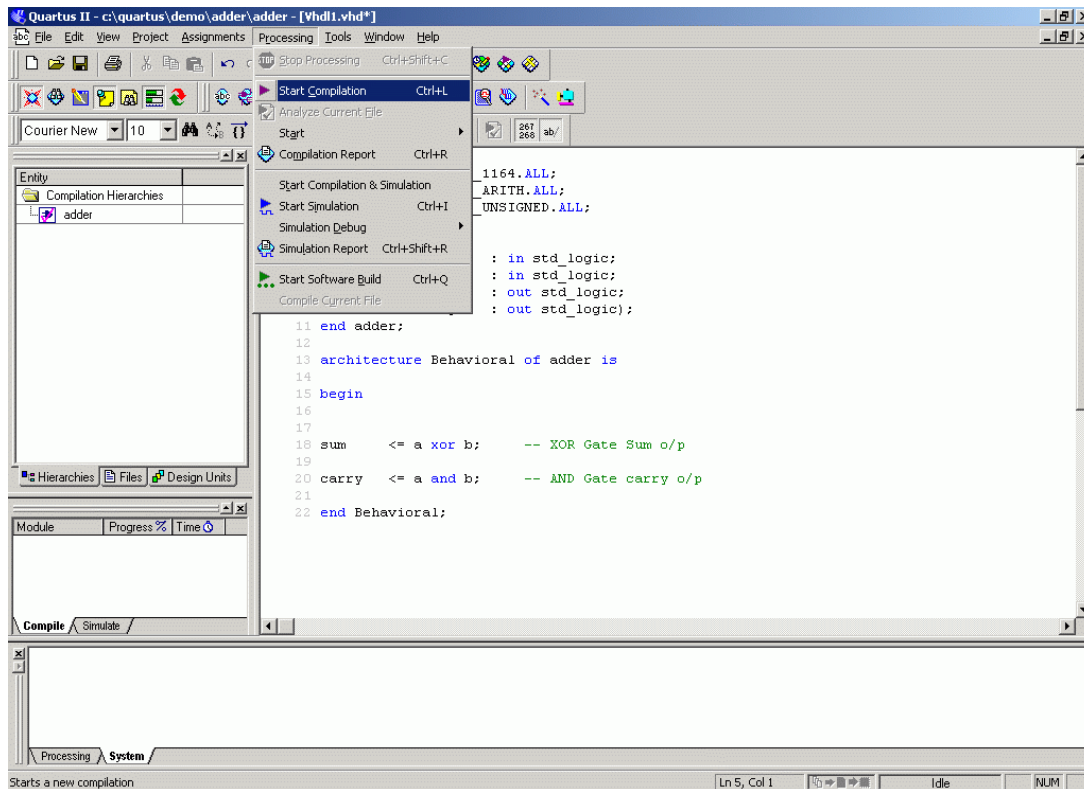 Quartus II - c:\quartus\demo\adder\adder - [Vhdl1.vhd*]
File Edit View Project Assignments Processing Tools Window Help
Stop Processing Ctrl+Shift+C
Start Compilation Ctrl+L
Analyze Current File
Start
Compilation Report Ctrl+R
Start Compilation & Simulation
Start Simulation Ctrl+I
Simulation Debug
Simulation Report Ctrl+Shift+R
Start Software Build Ctrl+Q
Compile Current File
Courier New 10
267
268 ab/
Entity
Compilation Hierarchies
adder
Hierarchies Files Design Units
Module Progress % Time
Compile Simulate
_1164.ALL;
_ARITH.ALL;
_UNSIGNED.ALL;
: in std_logic;
: in std_logic;
: out std_logic;
: out std_logic);
11 end adder;
12
13 architecture Behavioral of adder is
14
15 begin
16
17
18 sum <= a xor b; -- XOR Gate Sum o/p
19
20 carry <= a and b; -- AND Gate carry o/p
21
22 end Behavioral;
Processing System
Starts a new compilation Ln 5, Col 1 Idle NUM